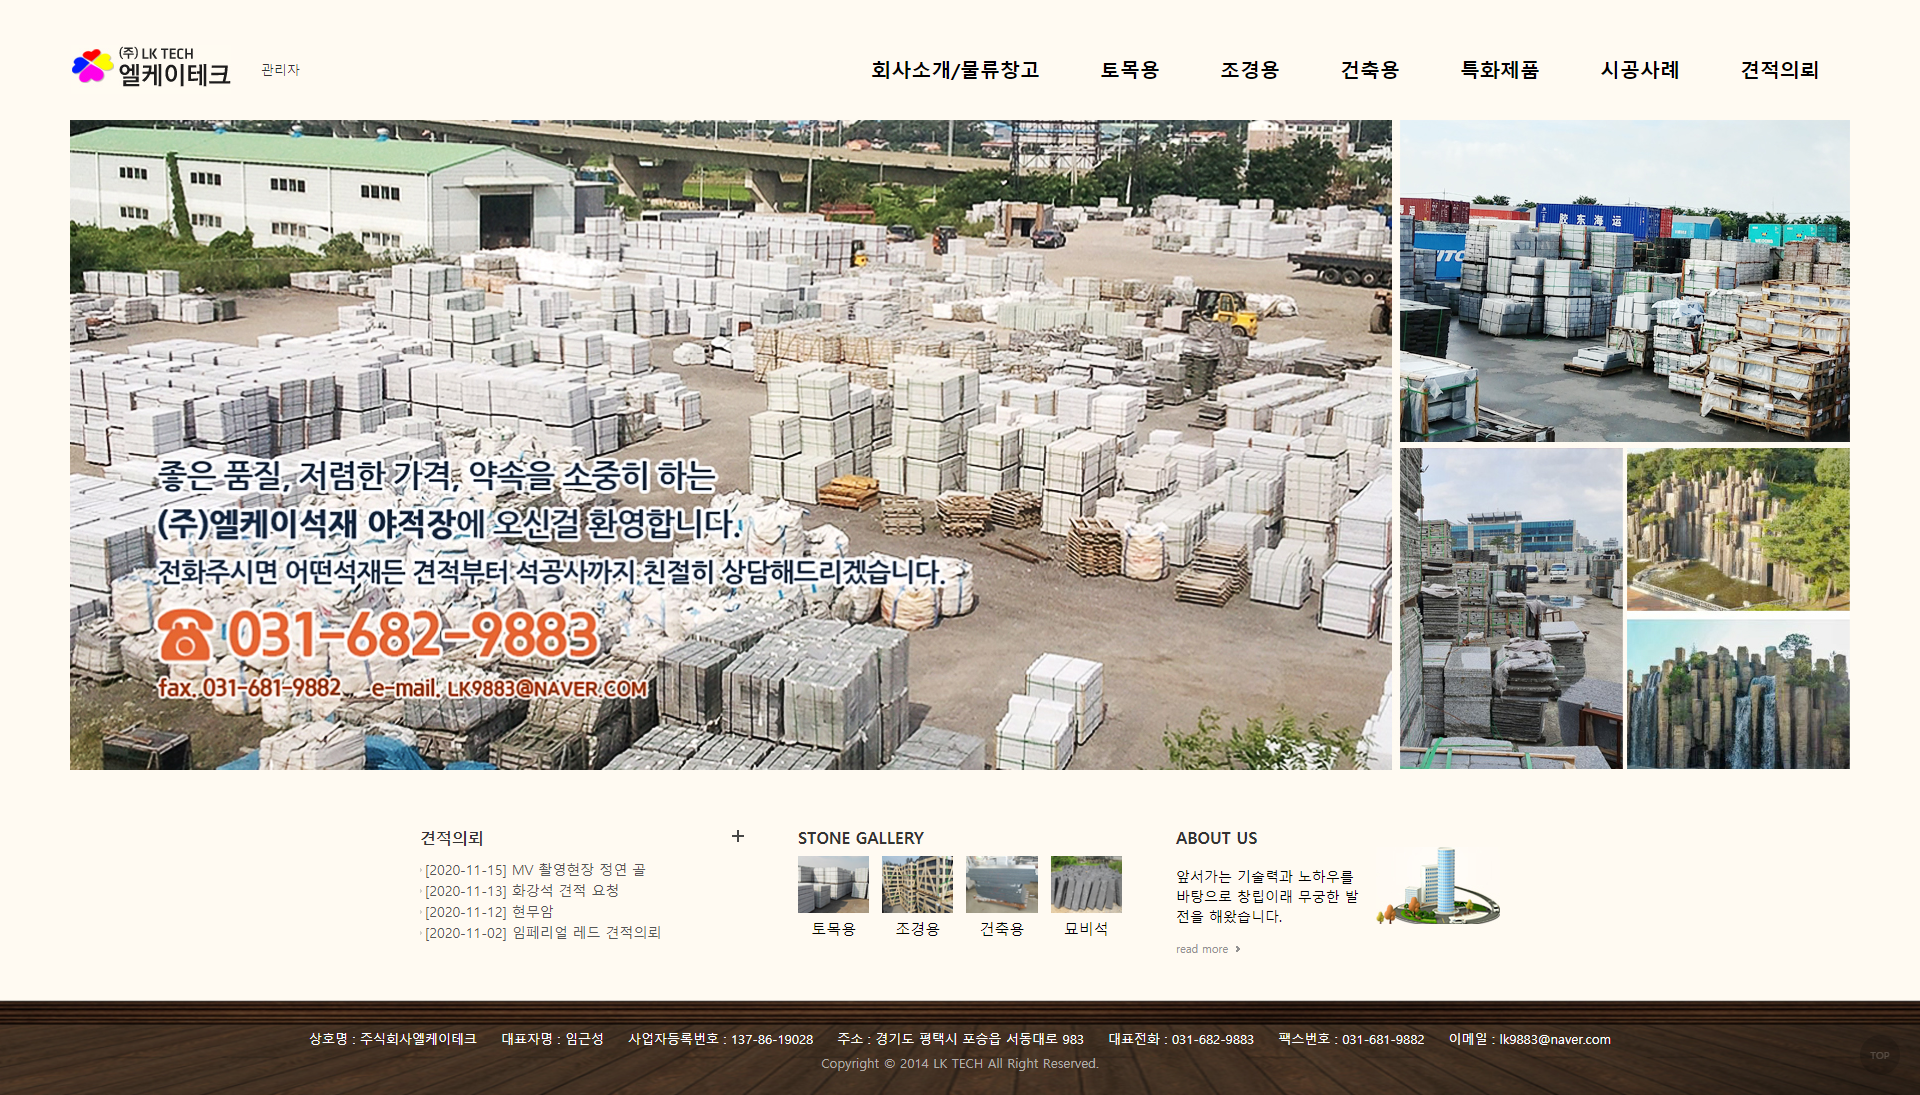 (주) LK TECH
엘케이테크
관리자
회사소개/물류창고
토목용
조경용
건축용
특화제품
시공사례
견적의뢰
胶东海运
좋은 품질, 저렴한 가격, 약속을 소중히 하는
(주)엘케이석재 야적장에 오신걸 환영합니다.
전화주시면 어떤석재든 견적부터 석공사까지 친절히 상담해드리겠습니다.
031-682-9883
fax. 031-681-9882 e-mail. LK9883@NAVER.COM
견적의뢰
[2020-11-15] MV 촬영현장 정연 골
[2020-11-13] 화강석 견적 요청
[2020-11-12] 현무암
[2020-11-02] 임페리얼 레드 견적의뢰
STONE GALLERY
토목용
조경용
건축용
묘비석
ABOUT US
앞서가는 기술력과 노하우를
바탕으로 창립이래 무궁한 발
전을 해왔습니다.
read more
상호명 : 주식회사엘케이테크 대표자명 : 임근성 사업자등록번호 : 137-86-19028 주소 : 경기도 평택시 포승읍 서동대로 983 대표전화 : 031-682-9883 팩스번호 : 031-681-9882 이메일 : lk9883@naver.com
Copyright © 2014 LK TECH All Right Reserved.
TOP